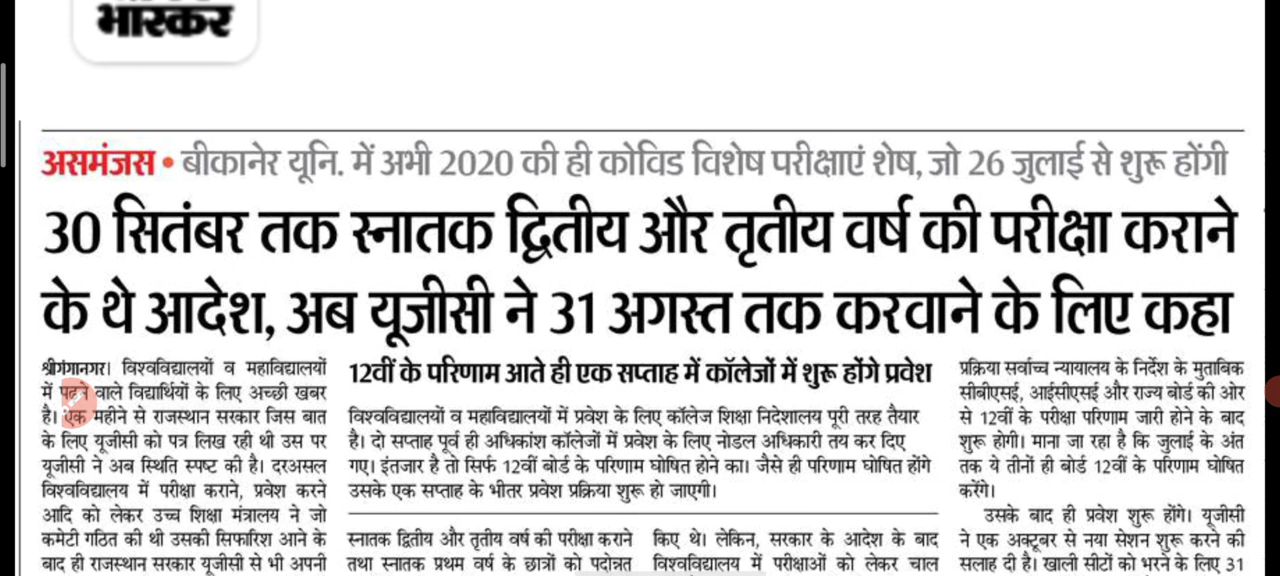 भास्कर
असमंजस • बीकानेर यूनि. में अभी 2020 की ही कोविड विशेष परीक्षाएं शेष, जो 26 जुलाई से शुरू होंगी
30 सितंबर तक स्नातक द्वितीय और तृतीय वर्ष की परीक्षा कराने
के थे आदेश, अब यूजीसी ने 31 अगस्त तक करवाने के लिए कहा
श्रीगंगानगर। विश्वविद्यालयों व महाविद्यालयों
में पढ़ने वाले विद्यार्थियों के लिए अच्छी खबर
है। एक महीने से राजस्थान सरकार जिस बात
के लिए यूजीसी को पत्र लिख रही थी उस पर
यूजीसी ने अब स्थिति स्पष्ट की है। दरअसल
विश्वविद्यालय में परीक्षा कराने, प्रवेश करने
आदि को लेकर उच्च शिक्षा मंत्रालय ने जो
कमेटी गठित की थी उसकी सिफारिश आने के
बाद ही राजस्थान सरकार यूजीसी से भी अपनी
12वीं के परिणाम आते ही एक सप्ताह में कॉलेजों में शुरू होंगे प्रवेश
विश्वविद्यालयों व महाविद्यालयों में प्रवेश के लिए कॉलेज शिक्षा निदेशालय पूरी तरह तैयार
है। दो सप्ताह पूर्व ही अधिकांश कॉलेजों में प्रवेश के लिए नोडल अधिकारी तय कर दिए
गए। इंतजार है तो सिर्फ 12वीं बोर्ड के परिणाम घोषित होने का। जैसे ही परिणाम घोषित होंगे
उसके एक सप्ताह के भीतर प्रवेश प्रक्रिया शुरू हो जाएगी।
स्नातक द्वितीय और तृतीय वर्ष की परीक्षा कराने
तथा स्नातक प्रथम वर्ष के छात्रों को पदोन्नत
किए थे। लेकिन, सरकार के आदेश के बाद
विश्वविद्यालय में परीक्षाओं को लेकर चाल
प्रक्रिया सर्वोच्च न्यायालय के निर्देश के मुताबिक
सीबीएसई, आईसीएसई और राज्य बोर्ड की ओर
से 12वीं के परीक्षा परिणाम जारी होने के बाद
शुरू होगी। माना जा रहा है कि जुलाई के अंत
तक ये तीनों ही बोर्ड 12वीं के परिणाम घोषित
करेंगे।
उसके बाद ही प्रवेश शुरू होंगे। यूजीसी
ने एक अक्टूबर से नया सेशन शुरू करने की
सलाह दी है। खाली सीटों को भरने के लिए 31